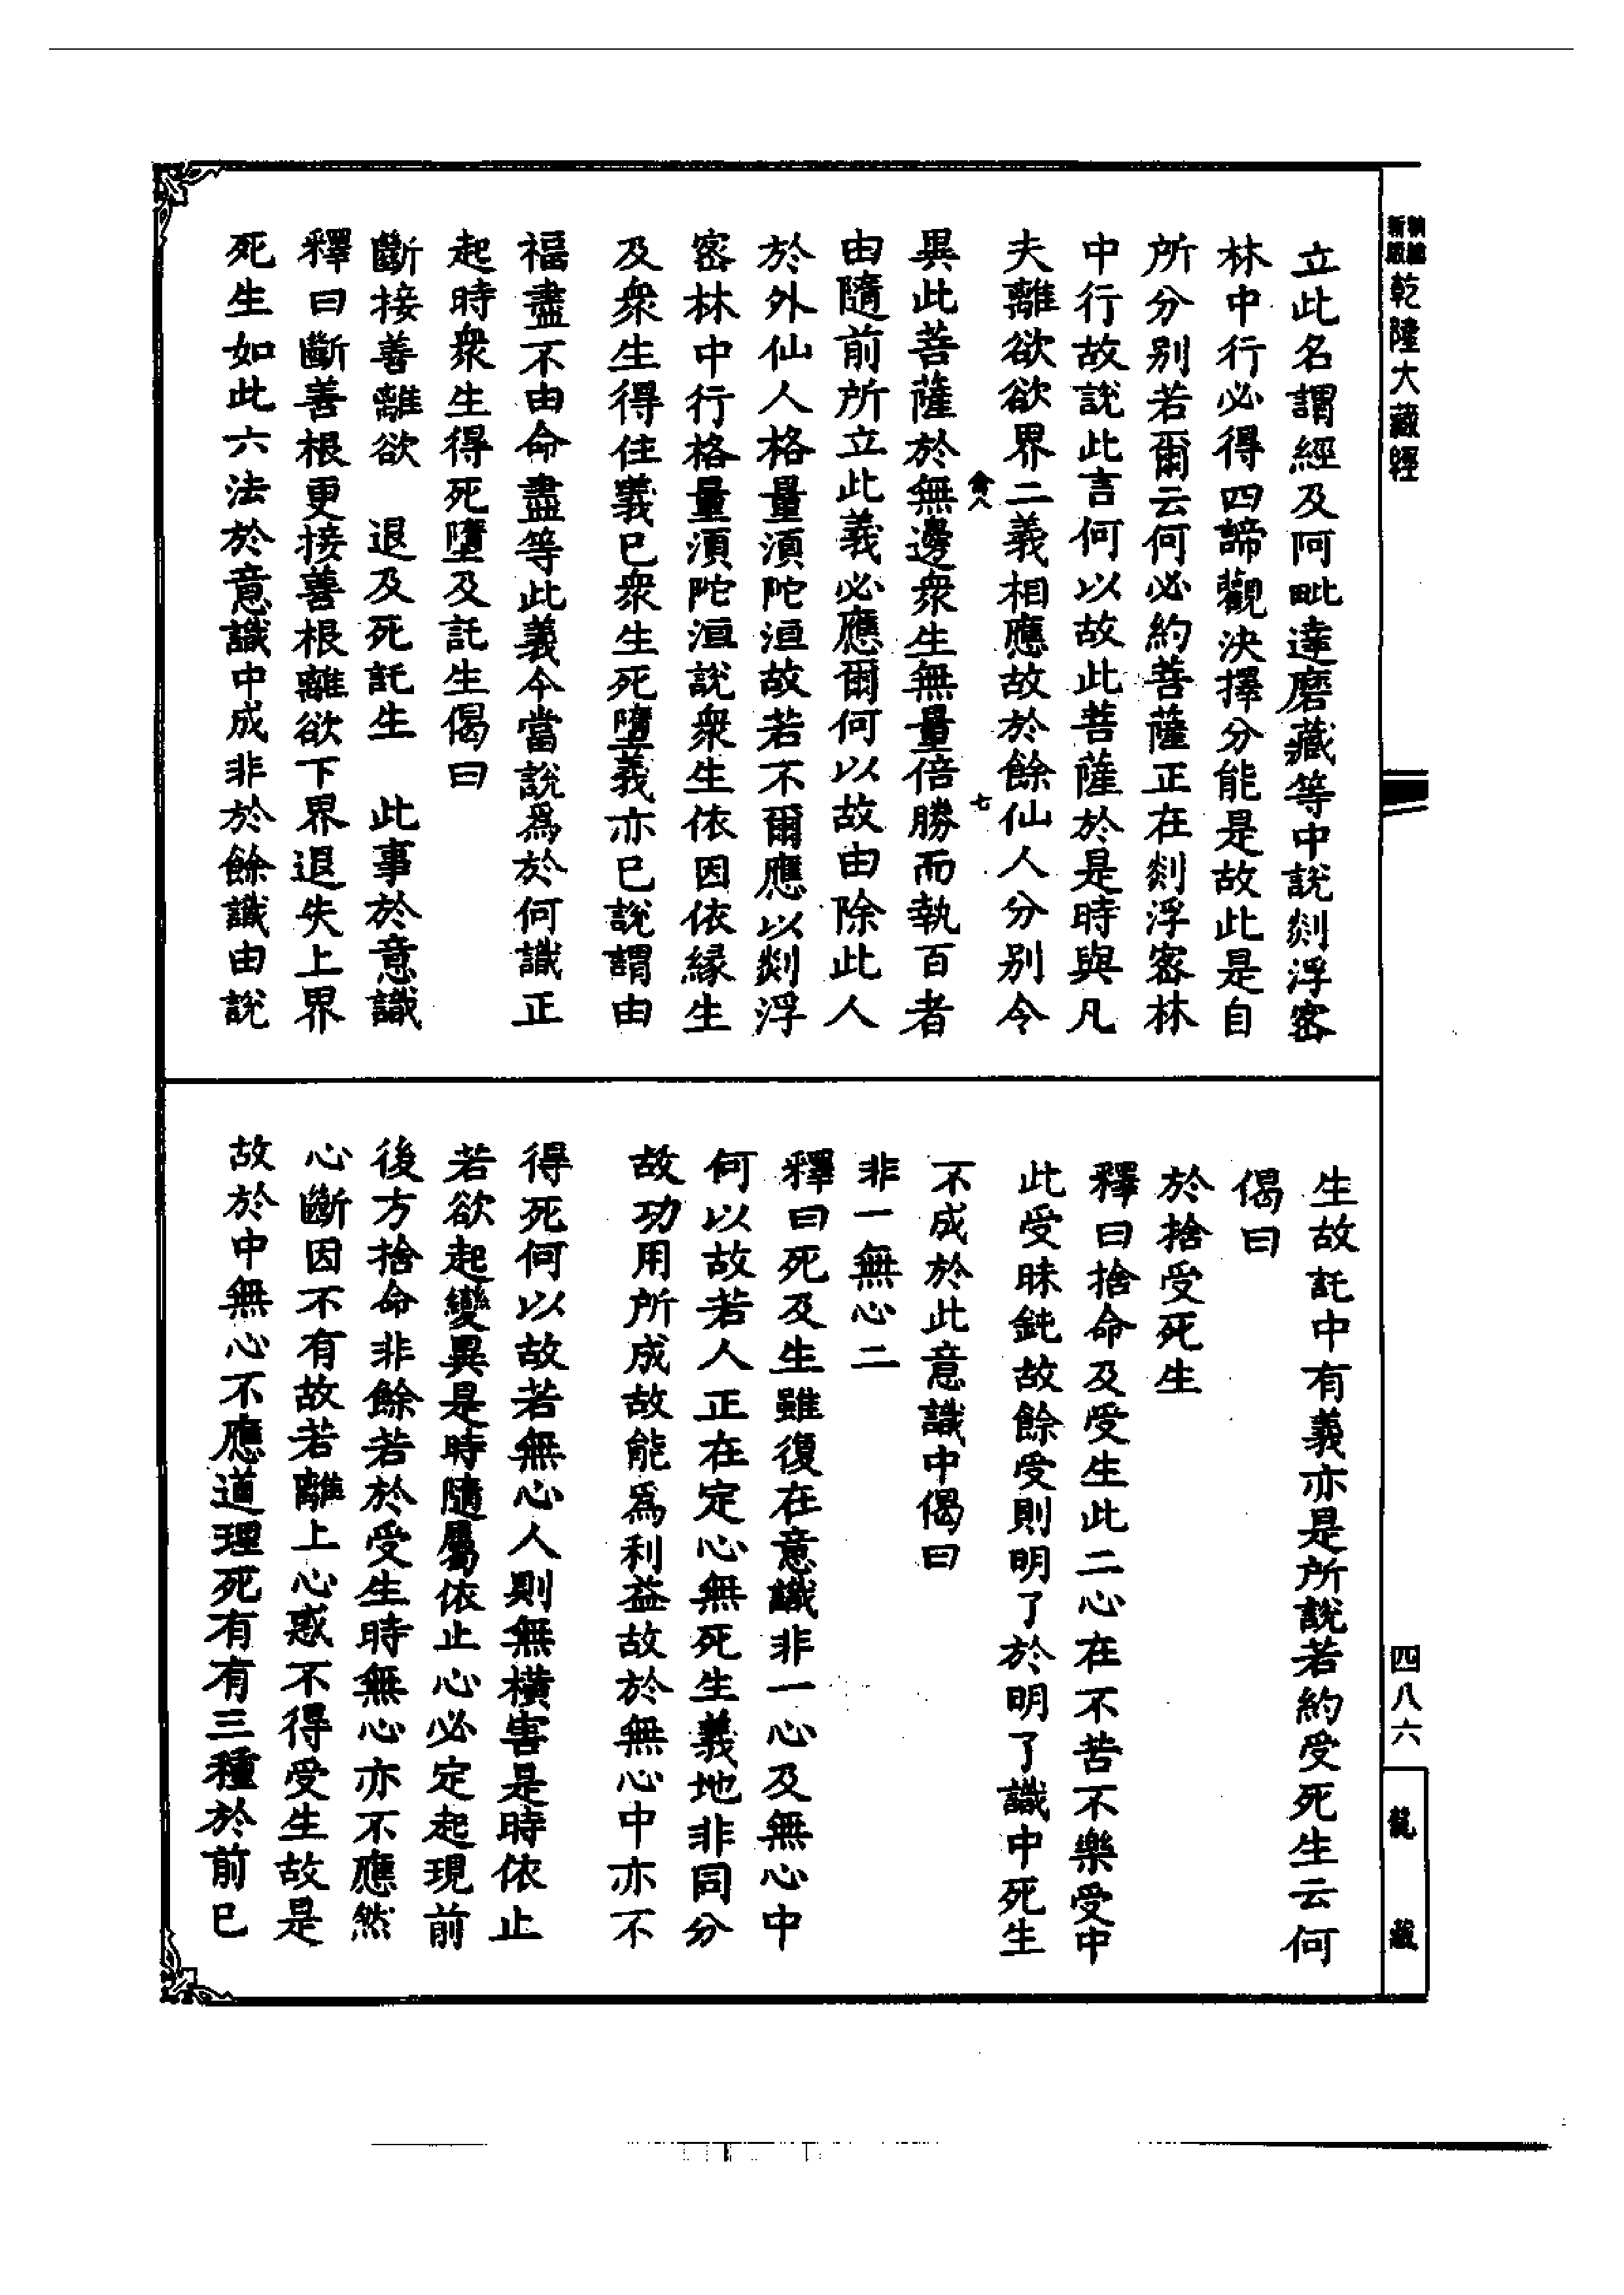 新編
新版
乾隆大藏經
立此名謂經及阿毗達磨藏等中說剡浮密
林中行必得四諦觀決擇分能是故此是自
所分別若爾云何必約菩薩正在剡浮密林
中行故說此言何以故此菩薩於是時與凡
夫離欲欲界二義相應故於餘仙人分別令
七
異此菩薩於無邊衆生無量倍勝而執百者
由隨前所立此義必應爾何以故由除此人
於外仙人格量須陀洹故若不爾應以剡浮
密林中行格量須陀洹說衆生依因依緣生
及衆生得住義已衆生死墮義亦已說謂由
福盡不由命盡等此義今當說爲於何識正
起時衆生得死墮及託生偈曰
斷接善離欲　退及死託生　此事於意識
釋曰斷善根更接善根離欲下界退失上界
死生如此六法於意識中成非於餘識由說
生故託中有義亦是所說若約受死生云何
偈曰
於捨受死生
釋曰捨命及受生此二心在不苦不樂受中
此受昧鈍故餘受則明了於明了識中死生
不成於此意識中偈曰
非一無心二
釋曰死及生雖復在意識非一心及無心中
何以故若人正在定心無死生義地非同分
故功用所成故能爲利益故於無心中亦不
得死何以故若無心人則無橫害是時依止
若欲起變異是時隨屬依止心必定起現前
後方捨命非餘若於受生時無心亦不應然
心斷因不有故若離上心惑不得受生故是
故於中無心不應道理死有有三種於前已
四八六
龍藏